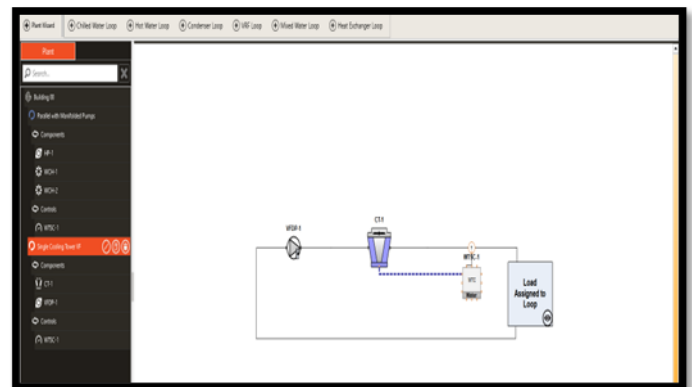 Plant Wizard Chilled Water Loop Hot Water Loop Condenser Loop VRF Loop Mixed Water Loop Heat Exchanger Loop
Plant
Search..
Building III
Parallel with Manifolded Pumps
Components
HP-1
WCH-1
WCH-2
Controls
WTSC-1
Single Cooling Tower VF
Components
CT-1
VFDP-1
Controls
WTSC-1
CT-1
VFDP-1
WTSC-1
WTC
Load
Assigned to
Loop